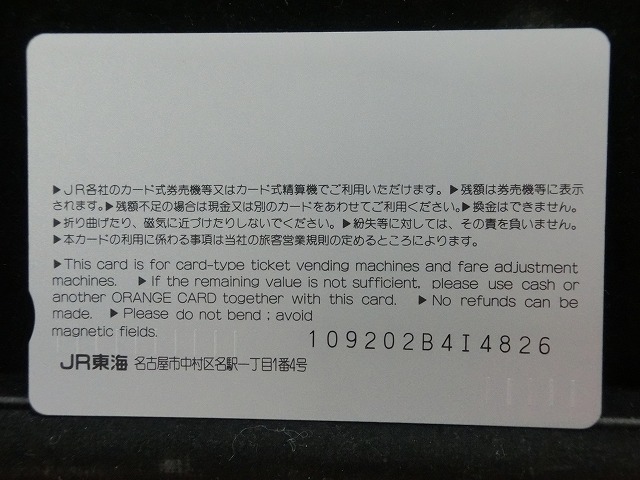 ▶JR各社のカード式券売機等又はカード式精算機でご利用いただけます。▶残額は券売機等に表示
されます。▶残額不足の場合は現金又は別のカードをあわせてご利用ください。▶換金はできません。
▶折り曲げたり、磁気に近づけたりしないでください。▶紛失等に対しては、その責を負いません。
▶本カードの利用に係わる事項は当社の旅客営業規則の定めるところによります。
▶This card is for card-type ticket vending machines and fare adjustment
machines. ▶If the remaining value is not sufficient, please use cash or
another ORANGE CARD together with this card. ▶No refunds can be
made. ▶Please do not bend; avoid
magnetic fields.
109202B4I4826
JR東海 名古屋市中村区名駅一丁目1番4号